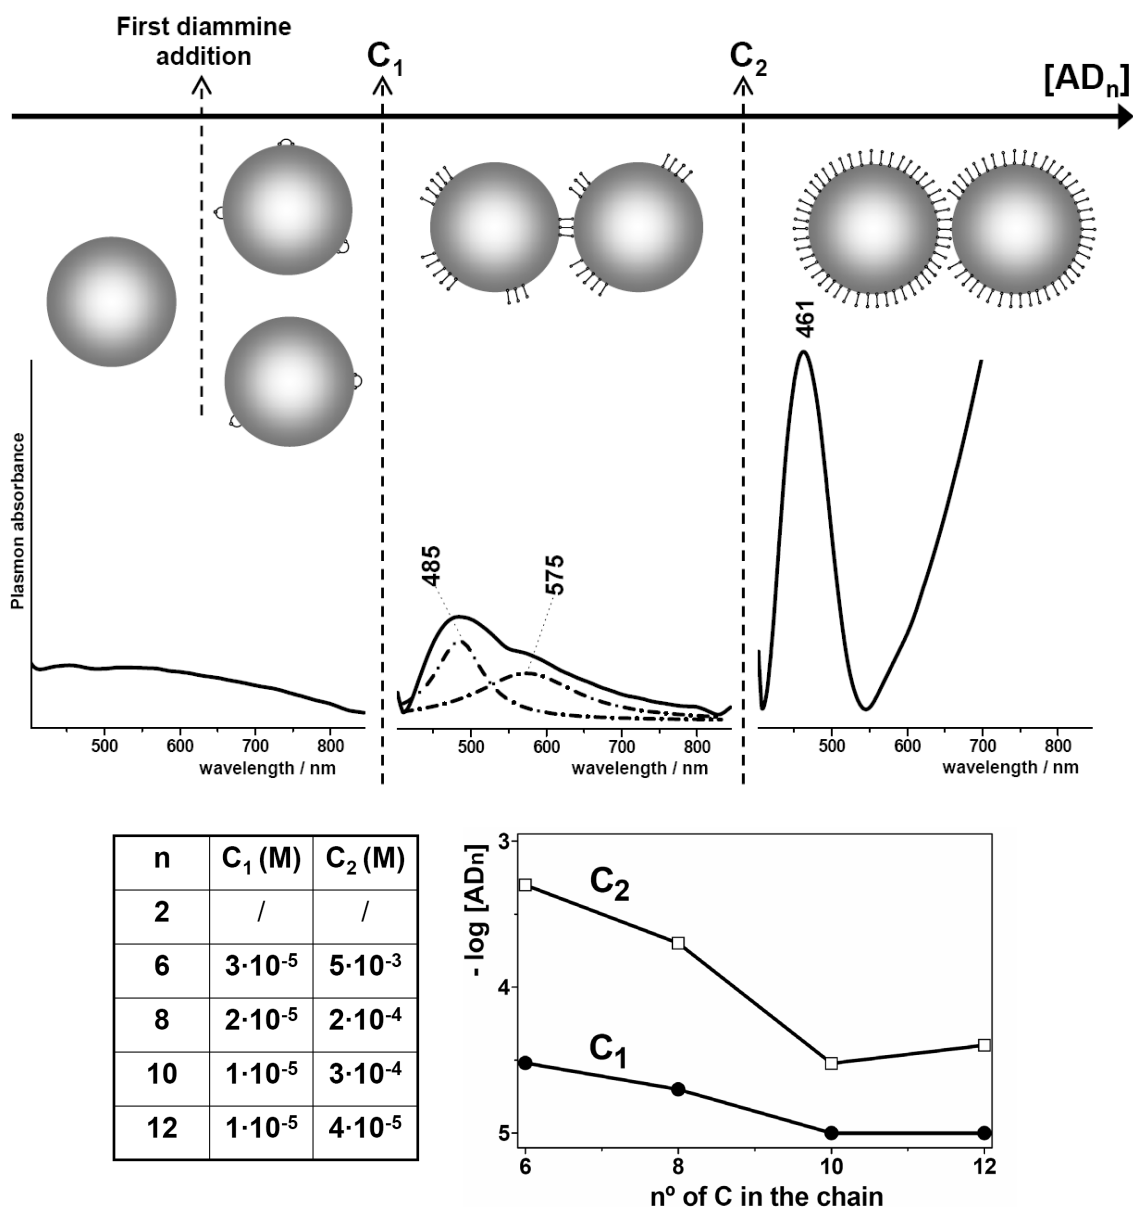 First diammine
addition
C₁
C₂
[ADₙ]
461
485
575
Plasmon absorbance
500 600 700 800
wavelength / nm
500 600 700 800
wavelength / nm
500 600 700 800
wavelength / nm
n C₁ (M) C₂ (M)
2 / /
6 3·10⁻⁵ 5·10⁻³
8 2·10⁻⁵ 2·10⁻⁴
10 1·10⁻⁵ 3·10⁻⁴
12 1·10⁻⁵ 4·10⁻⁵
- log [ADn]
3
4
5
C₂
C₁
6 8 10 12
nº of C in the chain